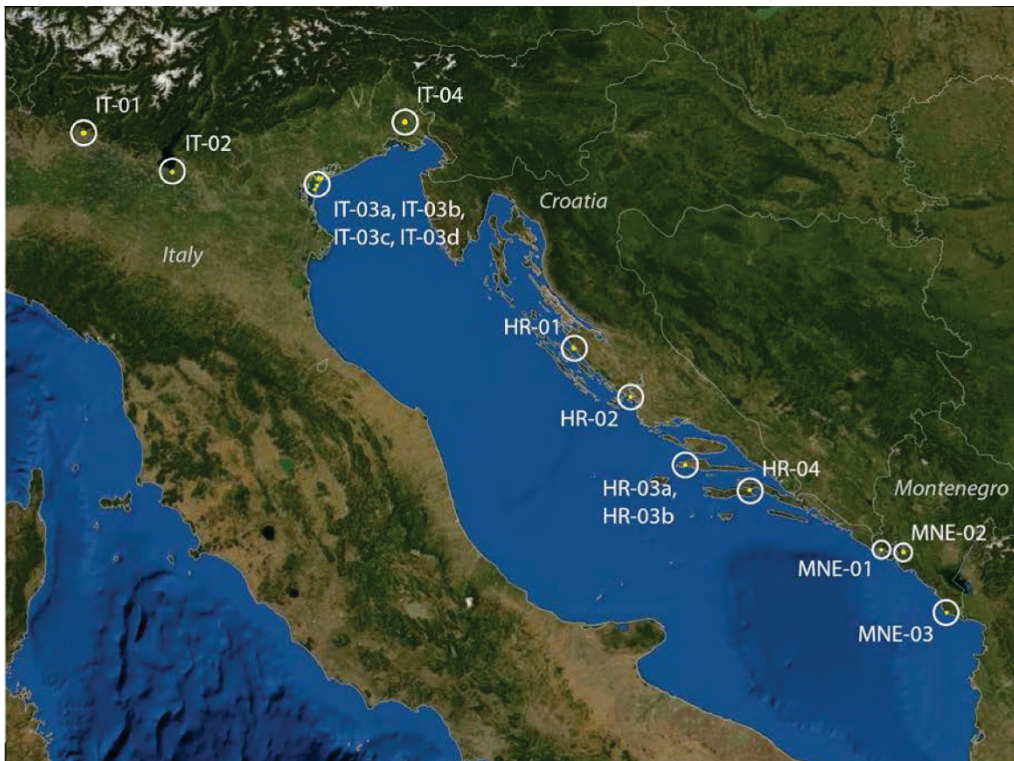 IT-01
IT-04
IT-02
IT-03a, IT-03b,
IT-03c, IT-03d
Croatia
Italy
HR-01
HR-02
HR-03a,
HR-03b
HR-04
Montenegro
MNE-02
MNE-01
MNE-03